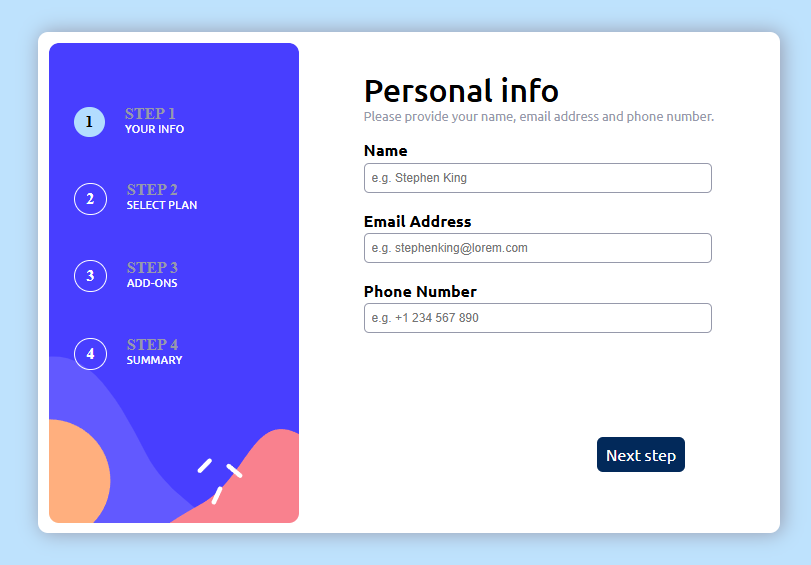 1
STEP 1
YOUR INFO
2
STEP 2
SELECT PLAN
3
STEP 3
ADD-ONS
4
STEP 4
SUMMARY
Personal info
Please provide your name, email address and phone number.
Name
e.g. Stephen King
Email Address
e.g. stephenking@lorem.com
Phone Number
e.g. +1 234 567 890
Next step